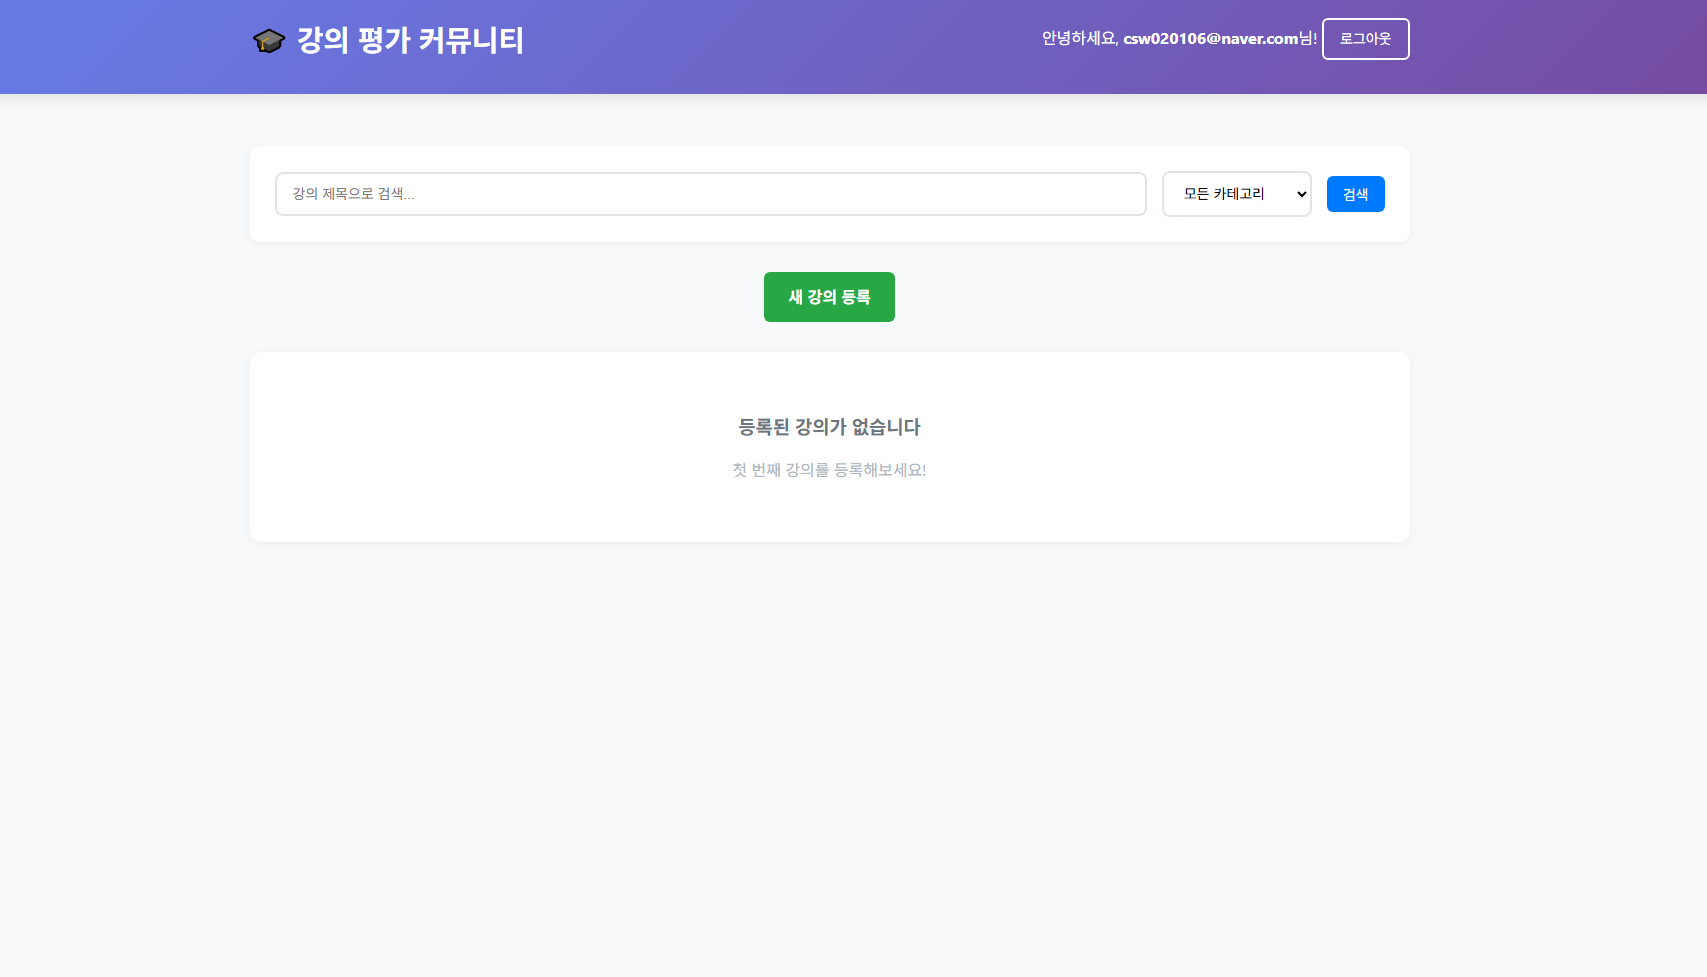 강의 평가 커뮤니티
안녕하세요, csw020106@naver.com님!
로그아웃
강의 제목으로 검색...
모든 카테고리
검색
새 강의 등록
등록된 강의가 없습니다
첫 번째 강의를 등록해보세요!